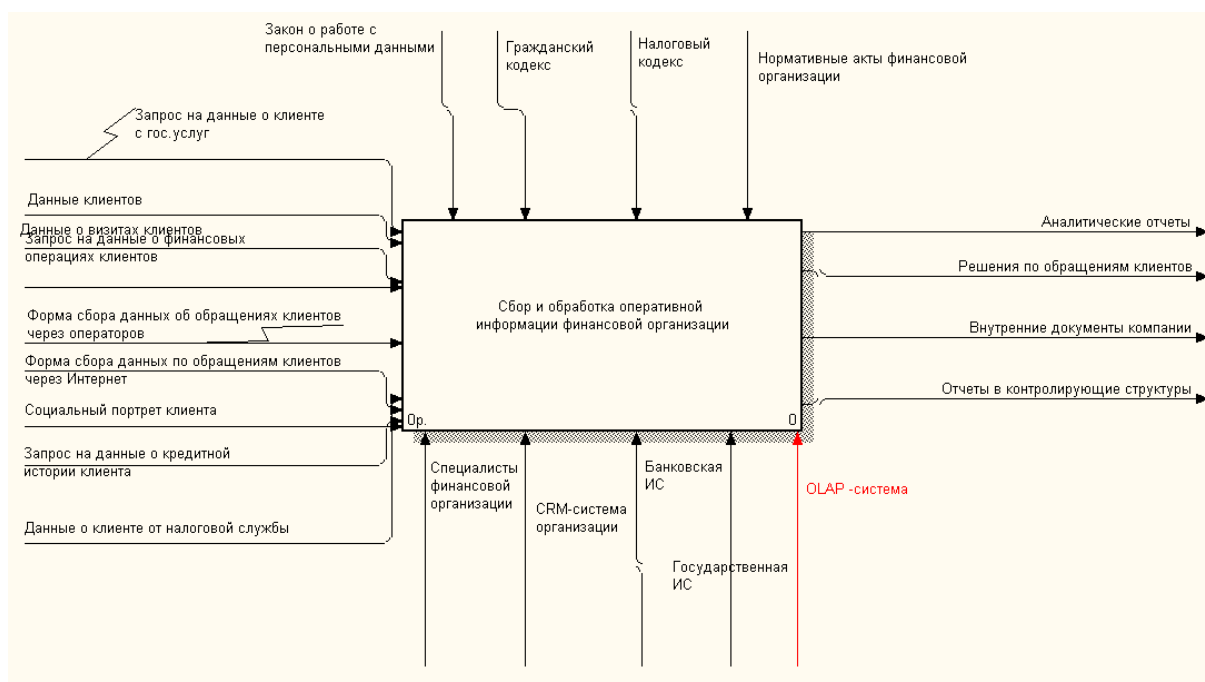 Закон о работе с
персональными данными
Гражданский
кодекс
Налоговый
кодекс
Нормативные акты финансовой
организации
Запрос на данные о клиенте
с гос.услуг
Данные клиентов
Данные о визитах клиентов
Запрос на данные о финансовых
операциях клиентов
Форма сбора данных об обращениях клиентов
через операторов
Форма сбора данных по обращениям клиентов
через Интернет
Социальный портрет клиента
Запрос на данные о кредитной
истории клиента
Данные о клиенте от налоговой службы
Сбор и обработка оперативной
информации финансовой организации
0р.
0
Аналитические отчеты
Решения по обращениям клиентов
Внутренние документы компании
Отчеты в контролирующие структуры
Специалисты
финансовой
организации
CRM-система
организации
Банковская
ИС
Государственная
ИС
OLAP -система